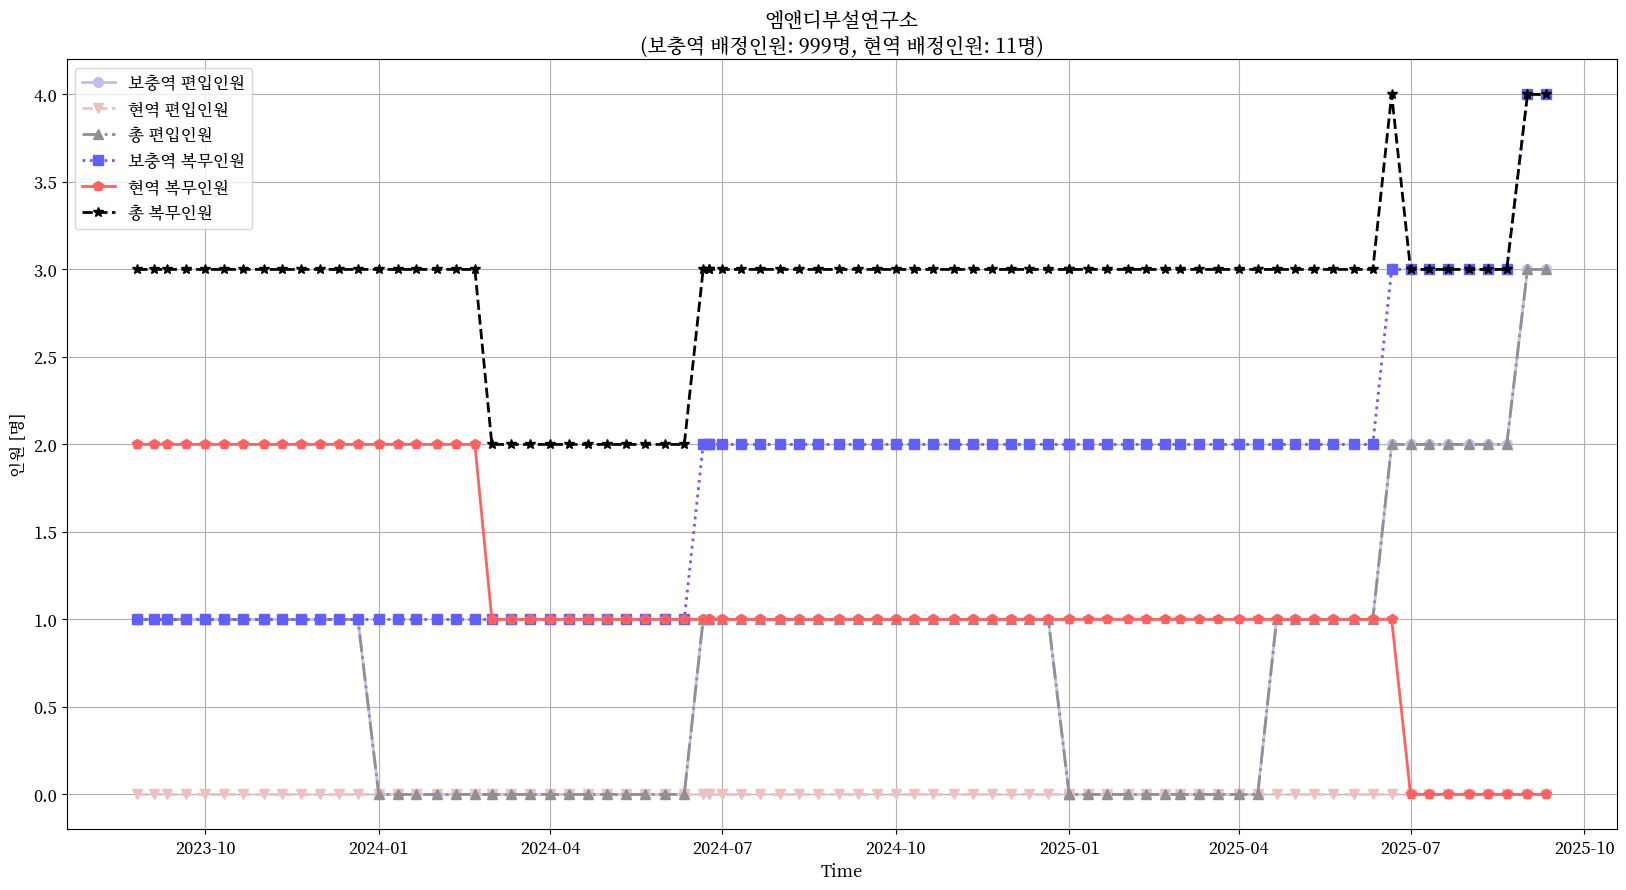 엠앤디부설연구소
(보충역 배정인원: 999명, 현역 배정인원: 11명)
보충역 편입인원
현역 편입인원
총 편입인원
보충역 복무인원
현역 복무인원
총 복무인원
인원 [명]
4.0
3.5
3.0
2.5
2.0
1.5
1.0
0.5
0.0
2023-10
2024-01
2024-04
2024-07
2024-10
2025-01
2025-04
2025-07
2025-10
Time